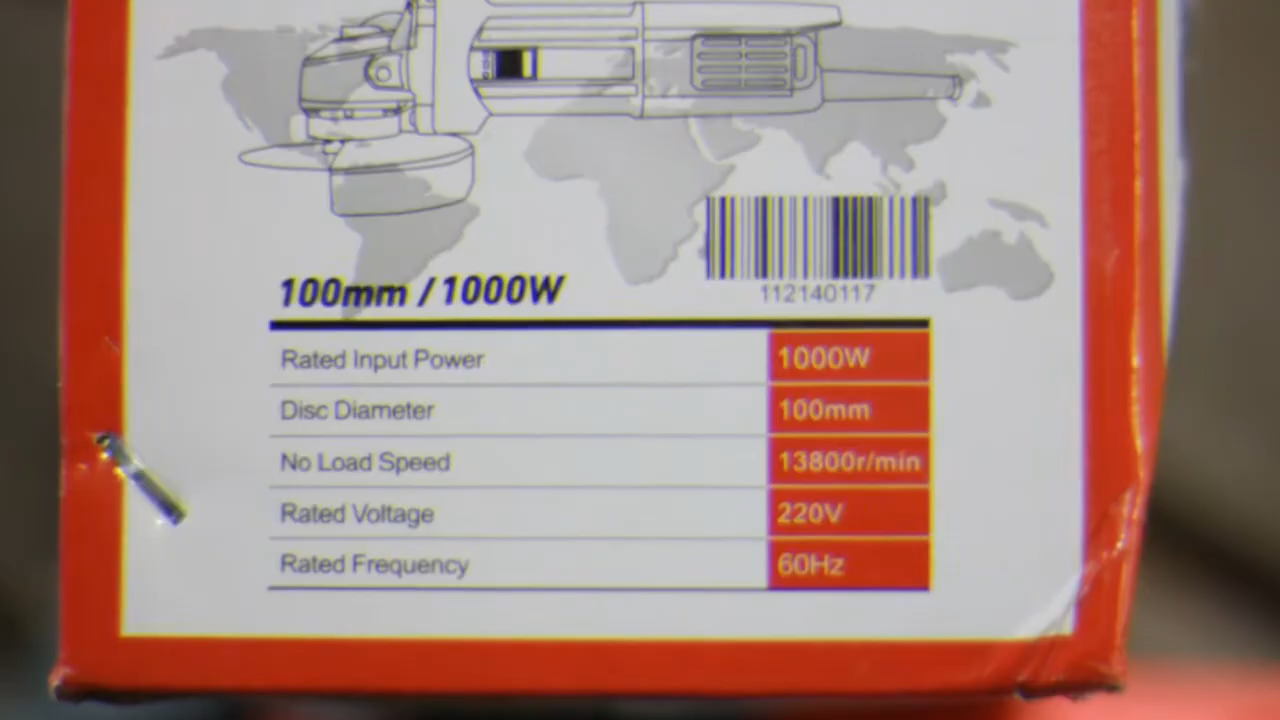 100mm / 1000W
112140117
Rated Input Power 1000W
Disc Diameter 100mm
No Load Speed 13800r/min
Rated Voltage 220V
Rated Frequency 60Hz